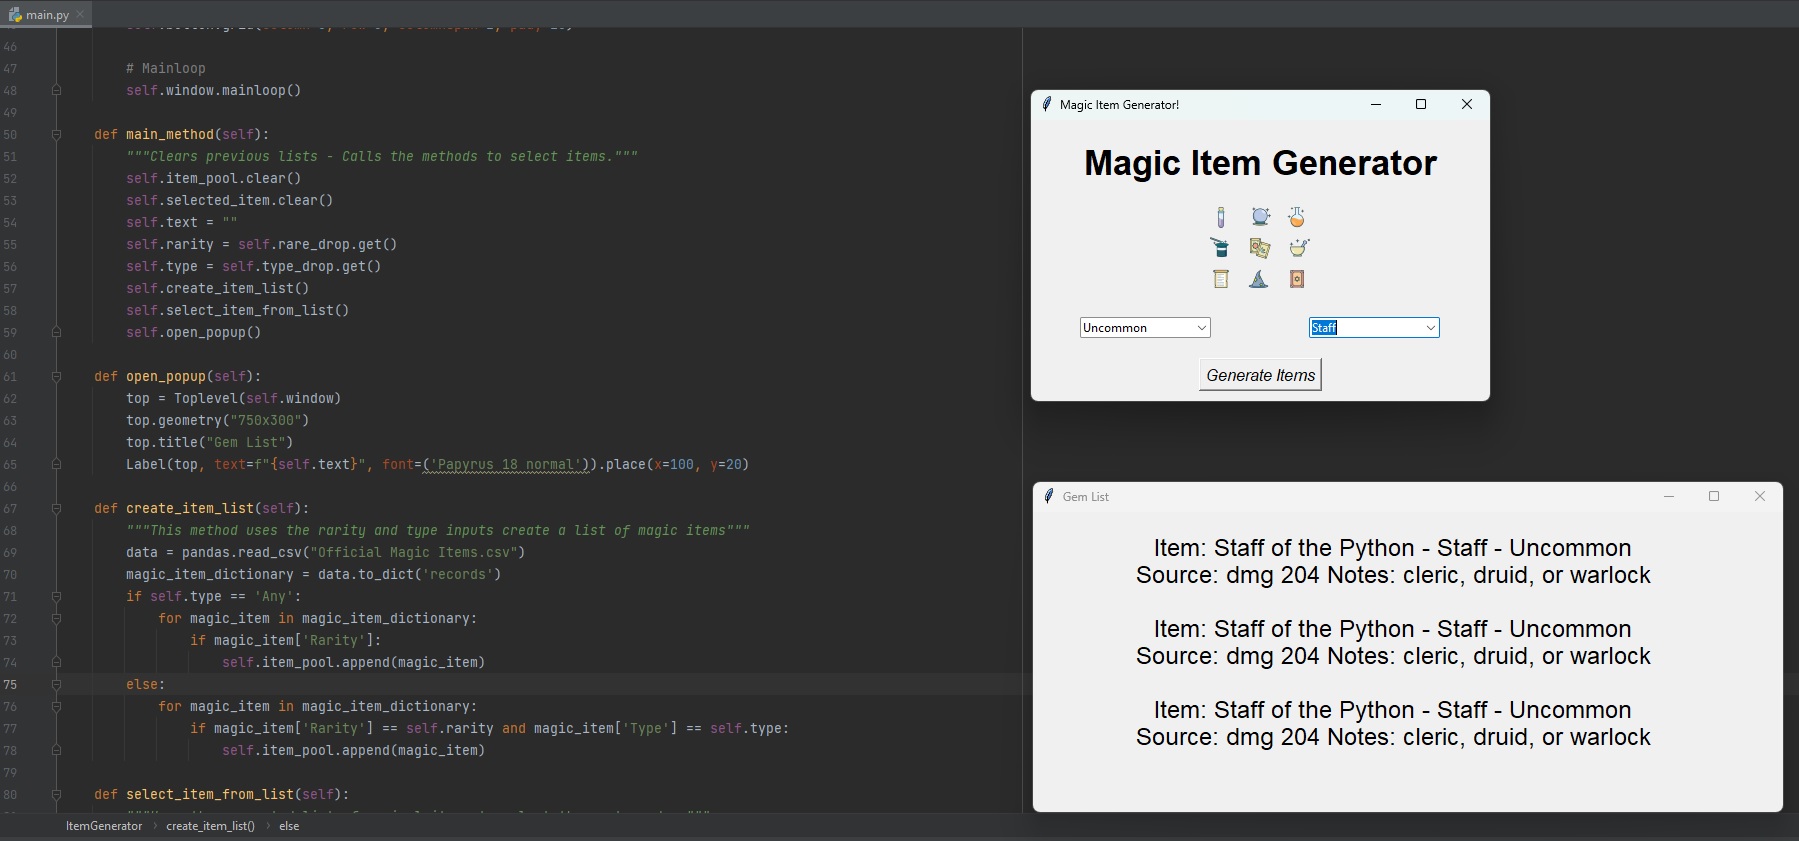 main.py
46
47 # Mainloop
48 self.window.mainloop()
49
50 def main_method(self):
51 """Clears previous lists - Calls the methods to select items."""
52 self.item_pool.clear()
53 self.selected_item.clear()
54 self.text = ""
55 self.rarity = self.rare_drop.get()
56 self.type = self.type_drop.get()
57 self.create_item_list()
58 self.select_item_from_list()
59 self.open_popup()
60
61 def open_popup(self):
62 top = Toplevel(self.window)
63 top.geometry("750x300")
64 top.title("Gem List")
65 Label(top, text=f"{self.text}", font=('Papyrus 18 normal')).place(x=100, y=20)
66
67 def create_item_list(self):
68 """This method uses the rarity and type inputs create a list of magic items"""
69 data = pandas.read_csv("Official Magic Items.csv")
70 magic_item_dictionary = data.to_dict('records')
71 if self.type == 'Any':
72 for magic_item in magic_item_dictionary:
73 if magic_item['Rarity']:
74 self.item_pool.append(magic_item)
75 else:
76 for magic_item in magic_item_dictionary:
77 if magic_item['Rarity'] == self.rarity and magic_item['Type'] == self.type:
78 self.item_pool.append(magic_item)
79
80 def select_item_from_list(self):
ItemGenerator › create_item_list() › else
Magic Item Generator!
Magic Item Generator
Uncommon
Staff
Generate Items
Gem List
Item: Staff of the Python - Staff - Uncommon
Source: dmg 204 Notes: cleric, druid, or warlock
Item: Staff of the Python - Staff - Uncommon
Source: dmg 204 Notes: cleric, druid, or warlock
Item: Staff of the Python - Staff - Uncommon
Source: dmg 204 Notes: cleric, druid, or warlock